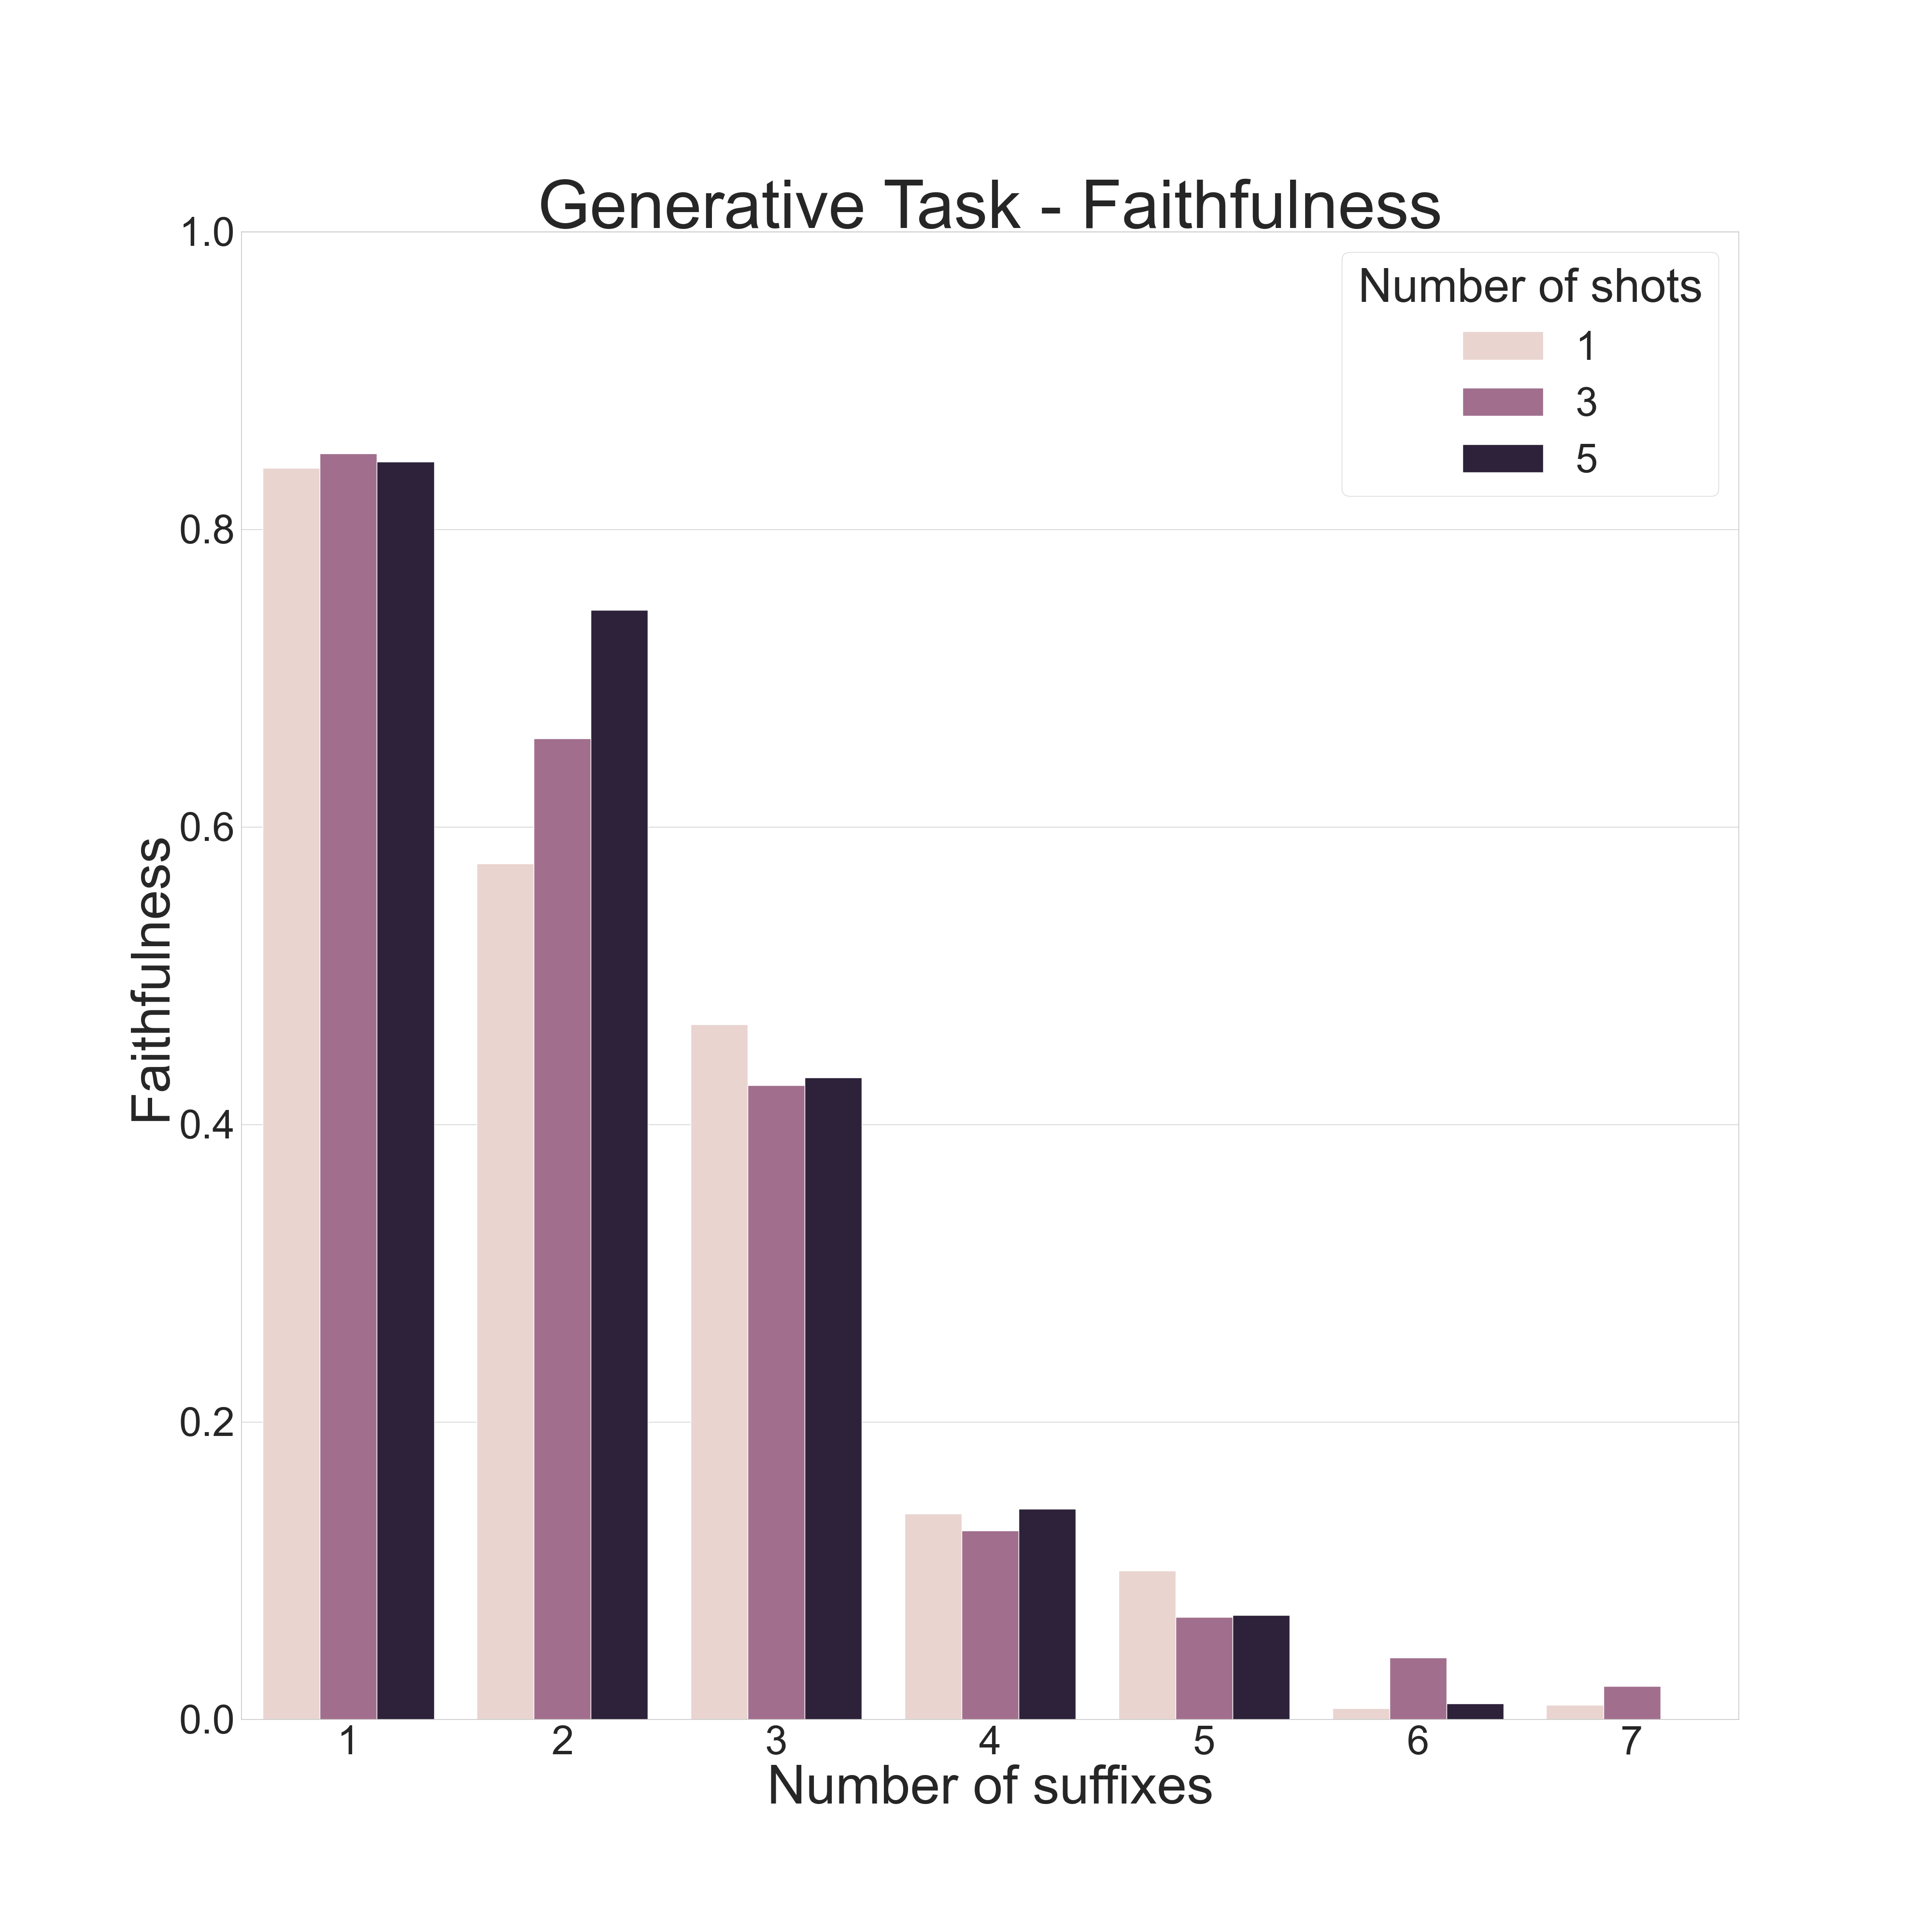 Generative Task - Faithfulness
Number of shots
1
3
5
Faithfulness
1.0
0.8
0.6
0.4
0.2
0.0
1 2 3 4 5 6 7
Number of suffixes